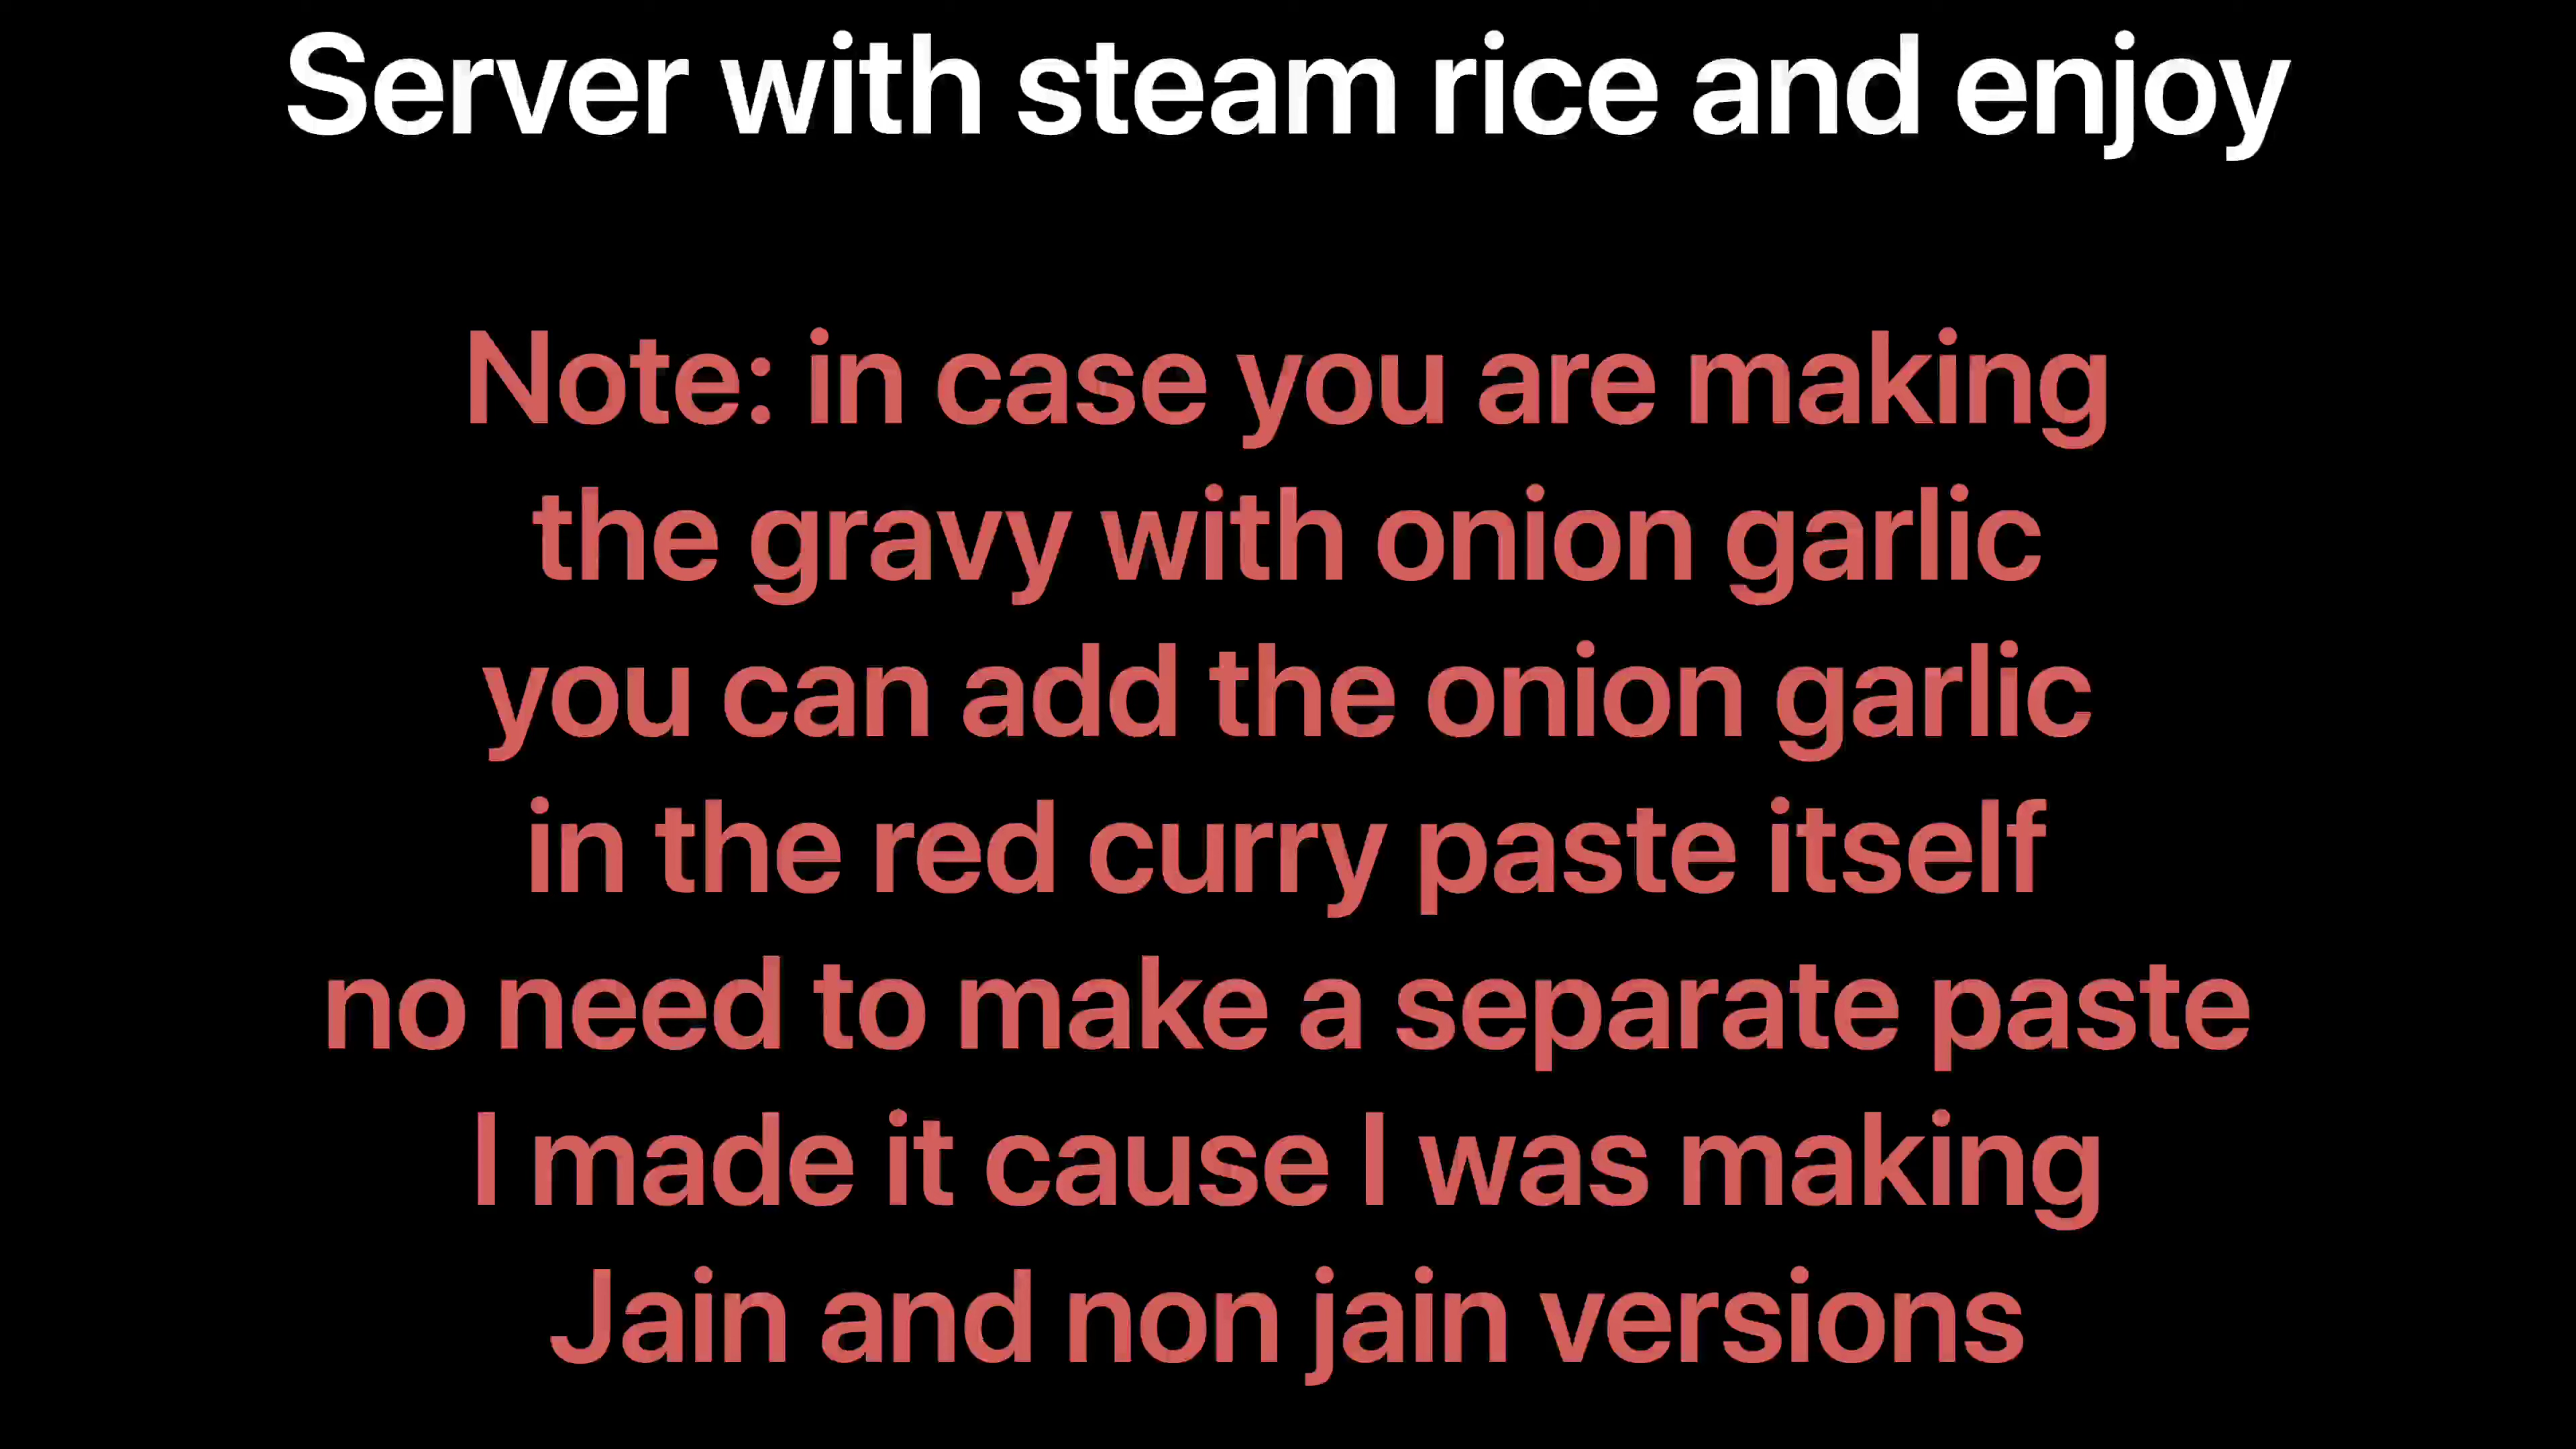 Server with steam rice and enjoy
Note: in case you are making
the gravy with onion garlic
you can add the onion garlic
in the red curry paste itself
no need to make a separate paste
I made it cause I was making
Jain and non jain versions